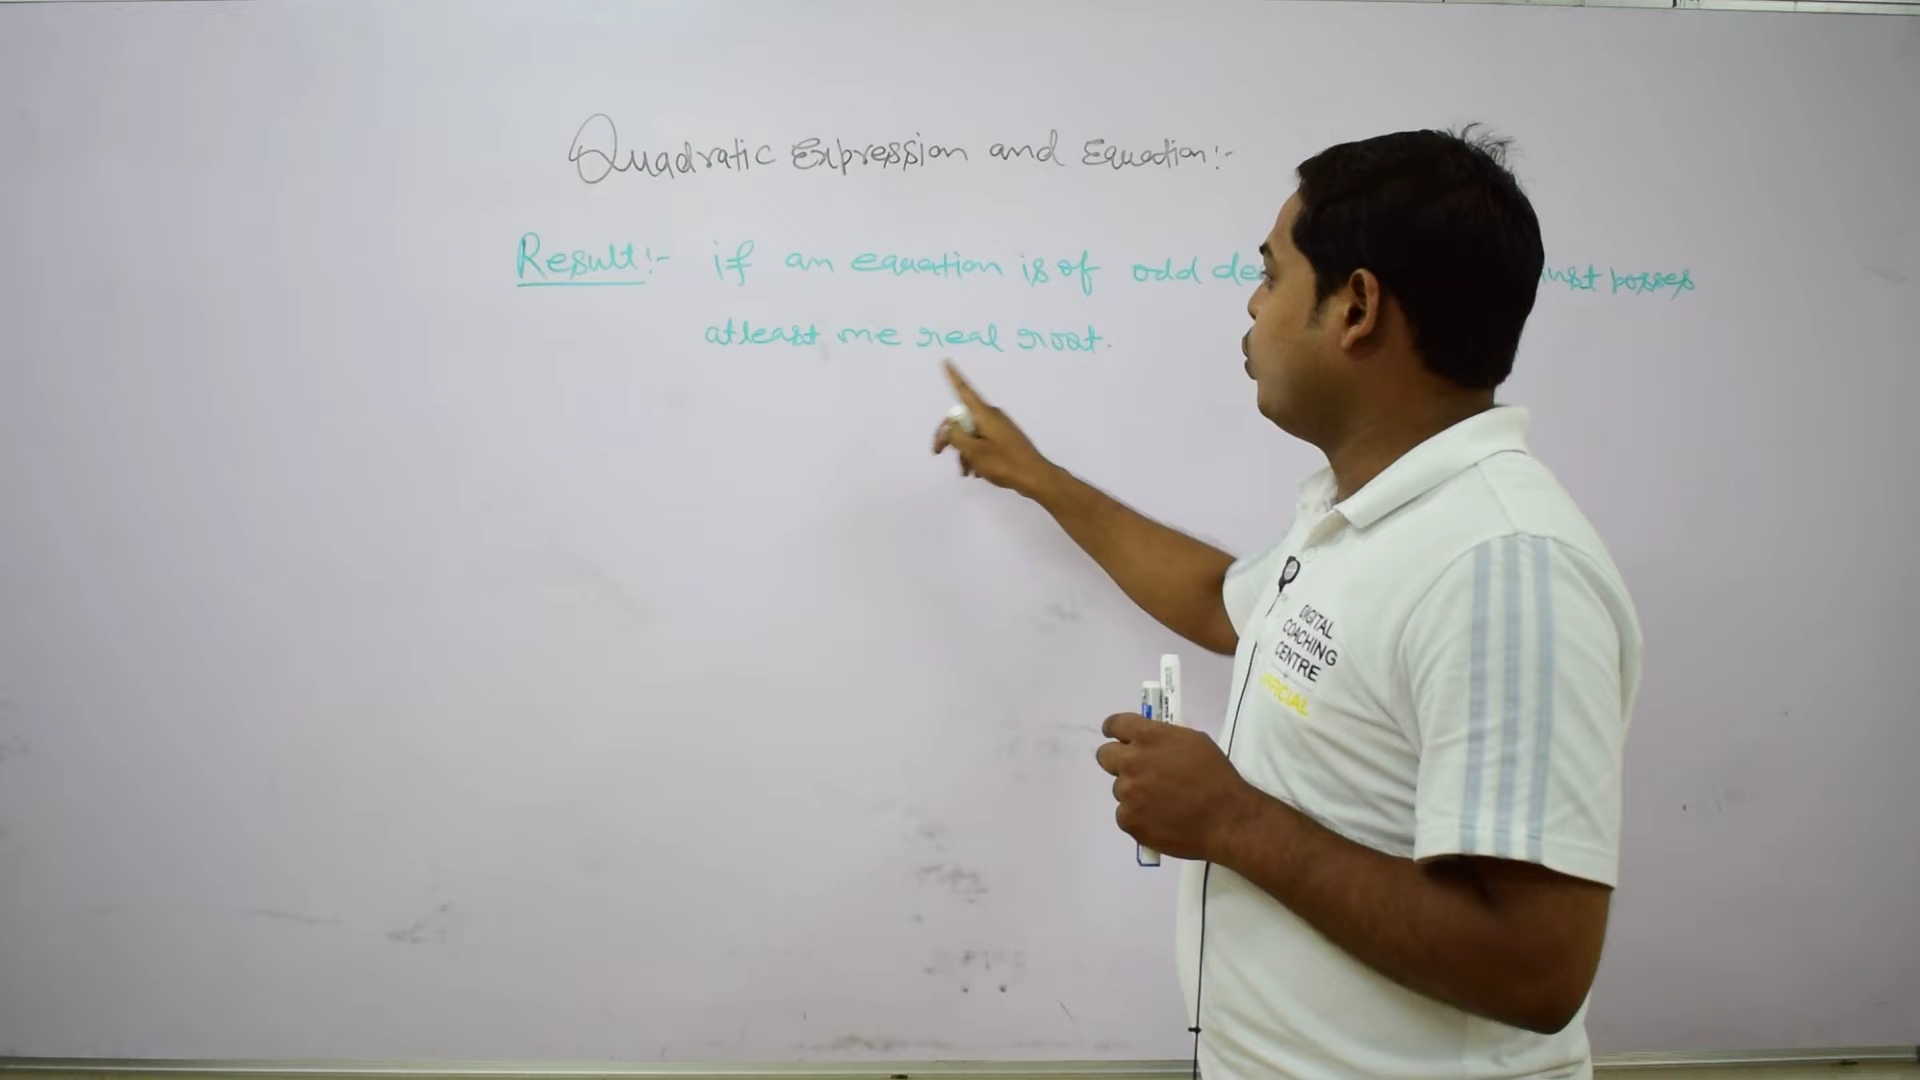 Quadratic Expression and Equation:-
Result:- if an equation is of odd posses
atleast one real root.
DIGITAL
COACHING
CENTRE
OFFICIAL